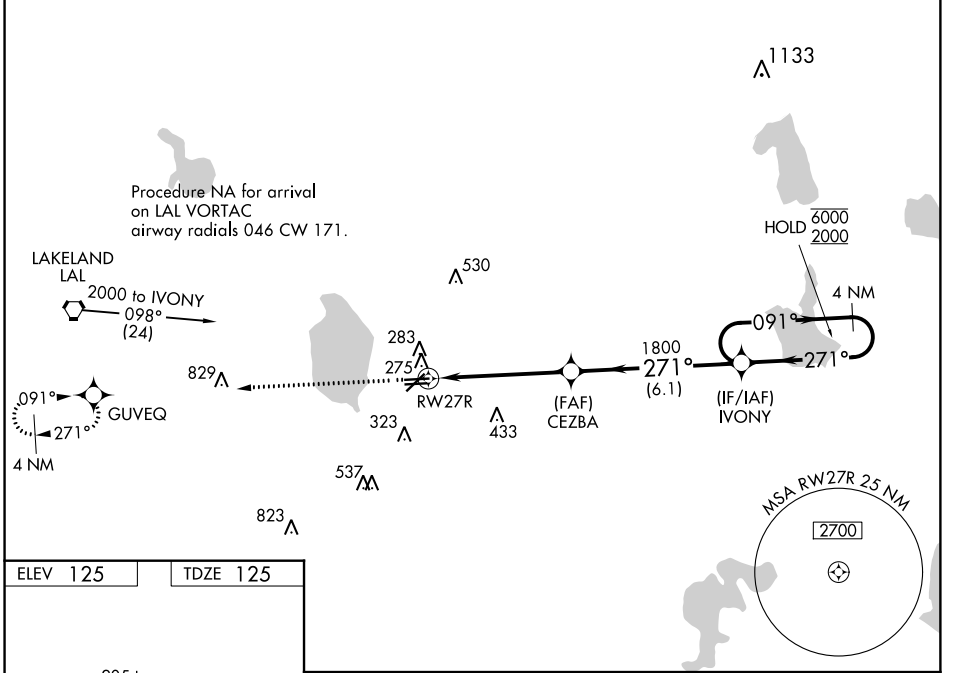 1133
Procedure NA for arrival
on LAL VORTAC
airway radials 046 CW 171.
HOLD 6000
2000
LAKELAND
LAL
2000 to IVONY
098°
(24)
530
4 NM
091°
271°
283
275
829
RW27R
1800
271°
(6.1)
(FAF)
CEZBA
(IF/IAF)
IVONY
091°
GUVEQ
271°
4 NM
323
433
537
823
MSA RW27R 25 NM
2700
ELEV 125
TDZE 125